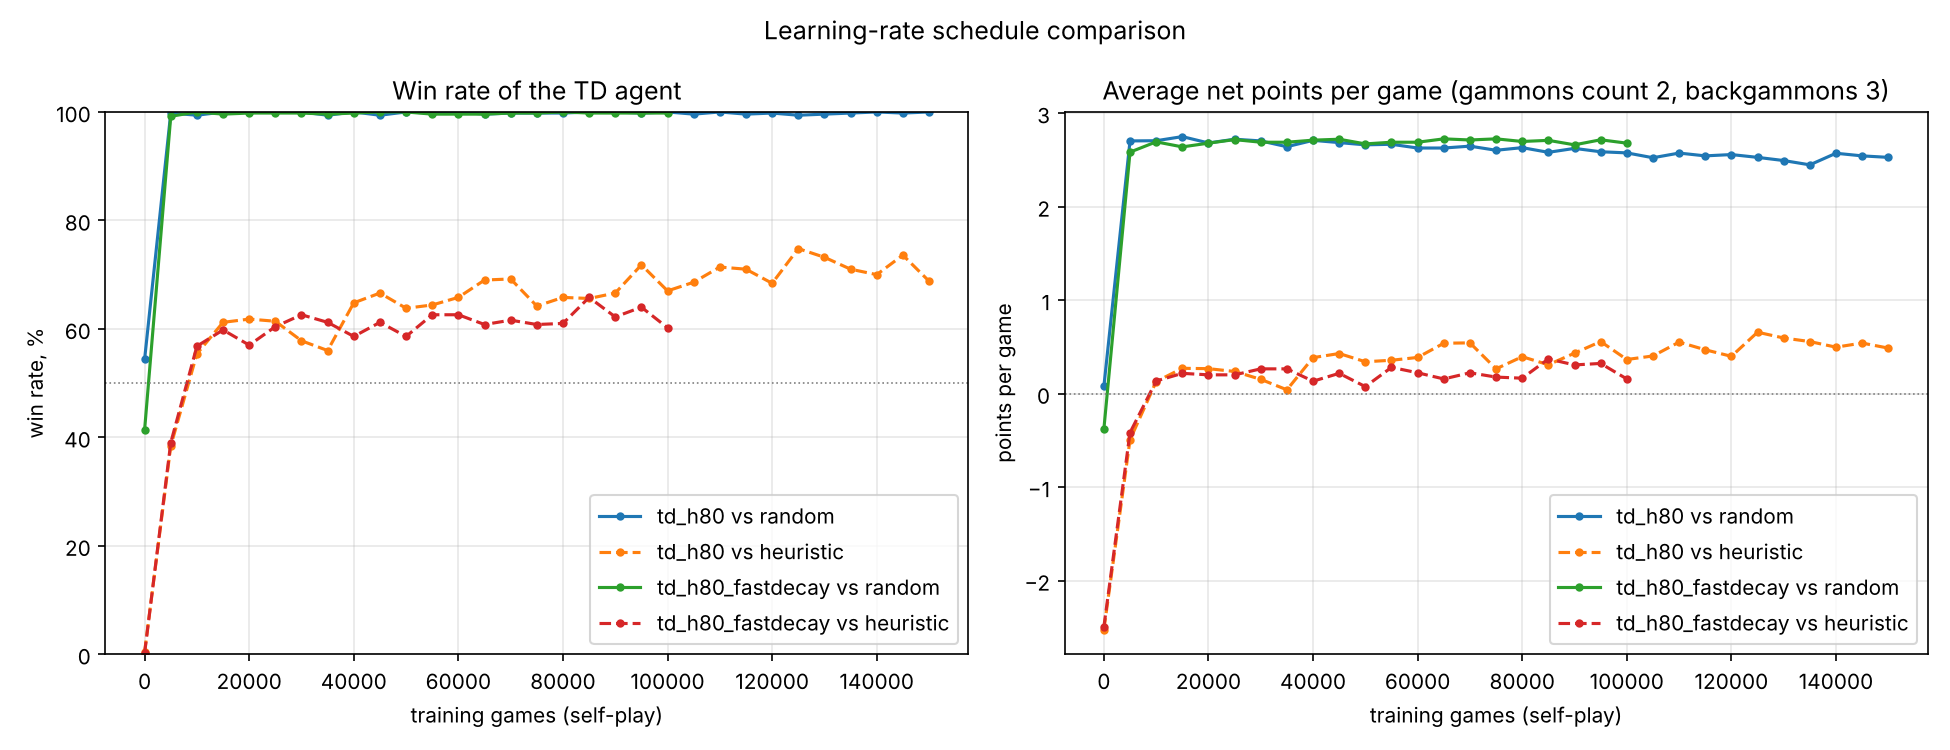 Learning-rate schedule comparison
Win rate of the TD agent
100
80
60
40
20
0
win rate, %
0 20000 40000 60000 80000 100000 120000 140000
training games (self-play)
td_h80 vs random
td_h80 vs heuristic
td_h80_fastdecay vs random
td_h80_fastdecay vs heuristic
Average net points per game (gammons count 2, backgammons 3)
3
2
1
0
−1
−2
points per game
0 20000 40000 60000 80000 100000 120000 140000
training games (self-play)
td_h80 vs random
td_h80 vs heuristic
td_h80_fastdecay vs random
td_h80_fastdecay vs heuristic